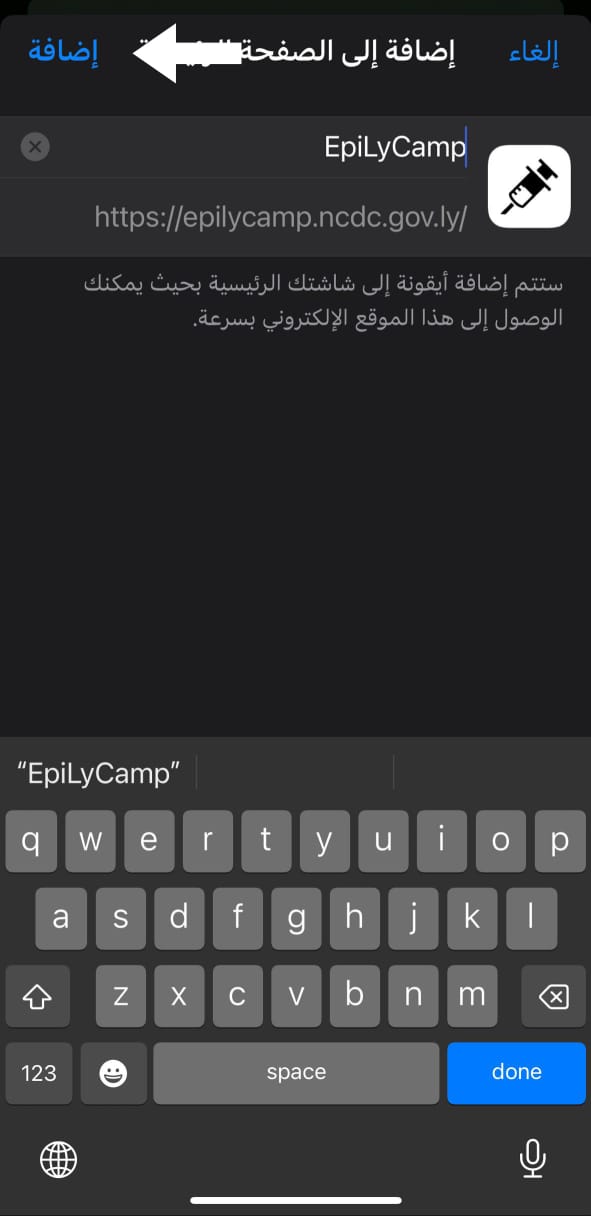 إلغاء
إضافة إلى الصفحة
إضافة
EpiLyCamp
https://epilycamp.ncdc.gov.ly/
ستتم إضافة أيقونة إلى شاشتك الرئيسية بحيث يمكنك
الوصول إلى هذا الموقع الإلكتروني بسرعة.
“EpiLyCamp”
q w e r t y u i o p
a s d f g h j k l
z x c v b n m
123 space done